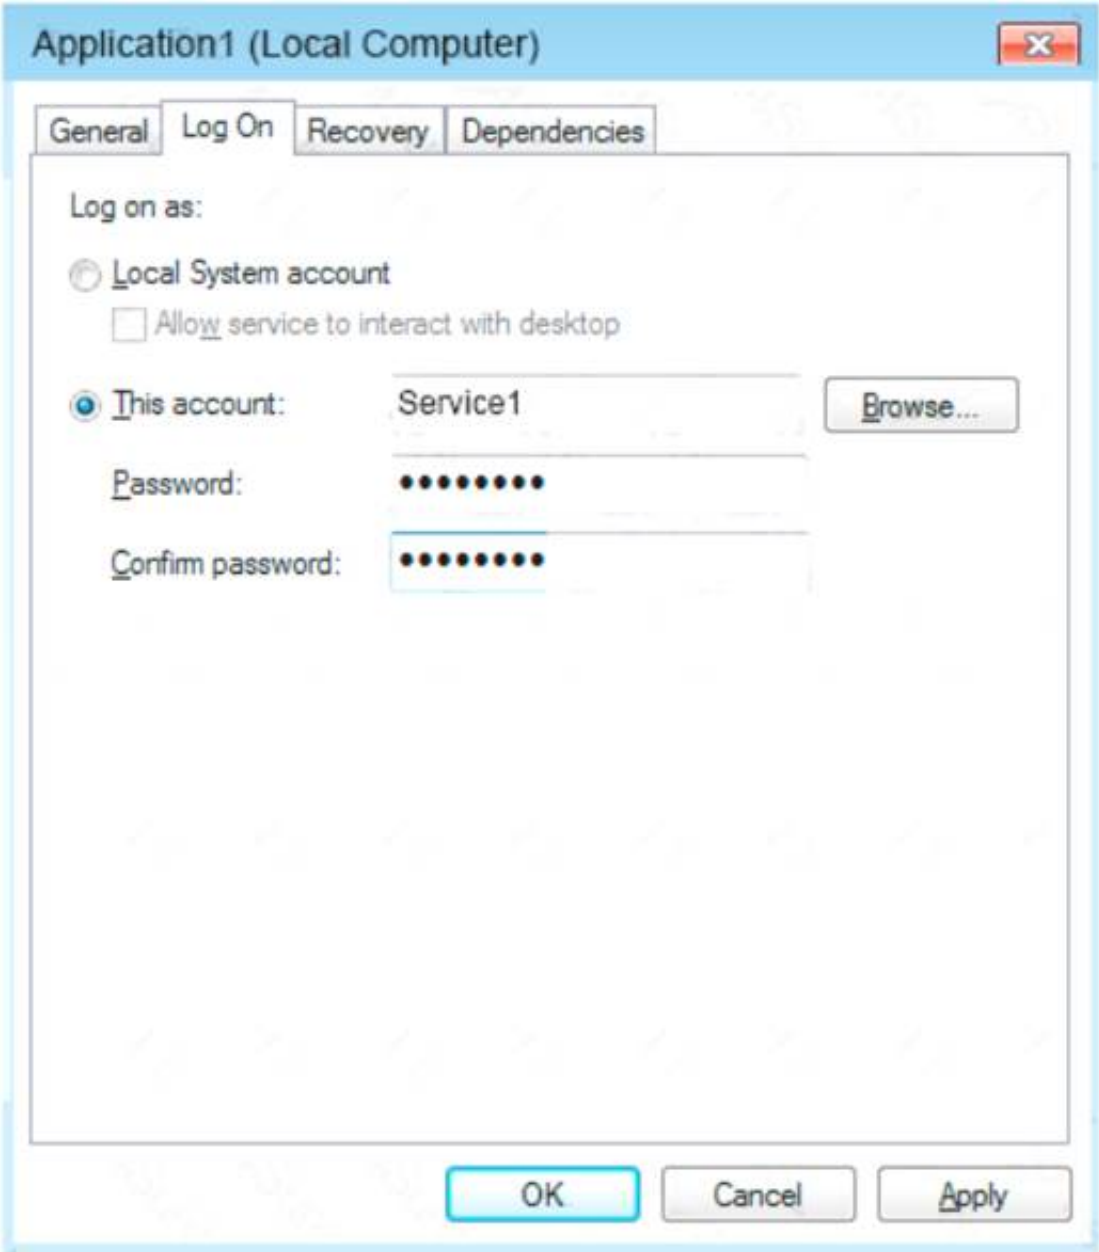 Application1 (Local Computer)
General Log On Recovery Dependencies
Log on as:
Local System account
Allow service to interact with desktop
This account: Service1 Browse...
Password: ••••••••
Confirm password: ••••••••
OK Cancel Apply